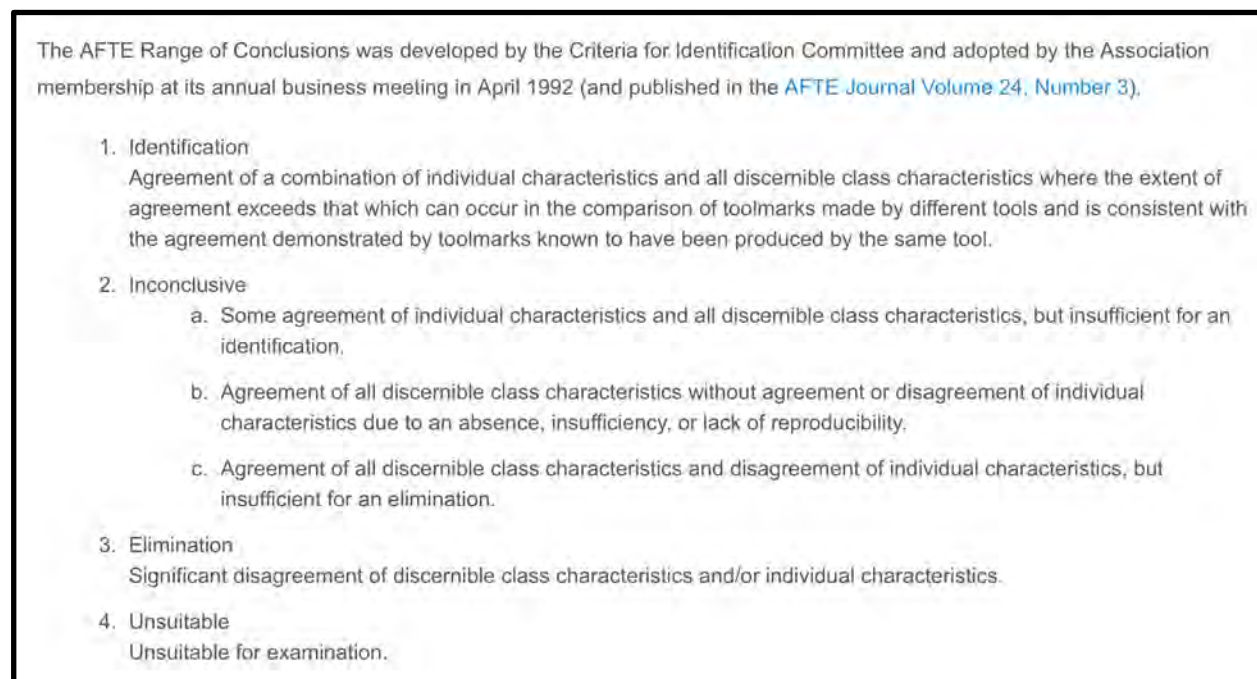 The AFTE Range of Conclusions was developed by the Criteria for Identification Committee and adopted by the Association
membership at its annual business meeting in April 1992 (and published in the AFTE Journal Volume 24, Number 3).
1. Identification
Agreement of a combination of individual characteristics and all discernible class characteristics where the extent of
agreement exceeds that which can occur in the comparison of toolmarks made by different tools and is consistent with
the agreement demonstrated by toolmarks known to have been produced by the same tool.
2. Inconclusive
a. Some agreement of individual characteristics and all discernible class characteristics, but insufficient for an
identification.
b. Agreement of all discernible class characteristics without agreement or disagreement of individual
characteristics due to an absence, insufficiency, or lack of reproducibility.
c. Agreement of all discernible class characteristics and disagreement of individual characteristics, but
insufficient for an elimination.
3. Elimination
Significant disagreement of discernible class characteristics and/or individual characteristics.
4. Unsuitable
Unsuitable for examination.